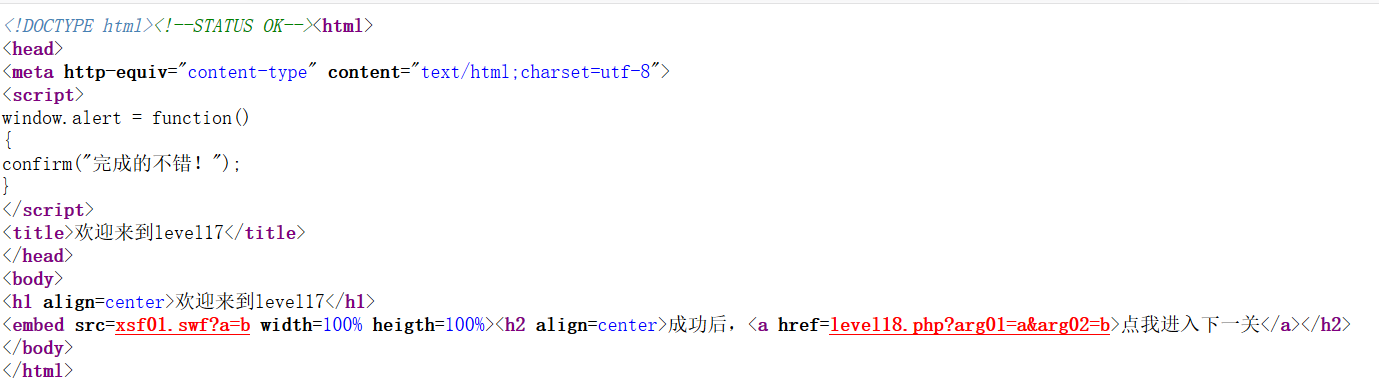 <!DOCTYPE html><!--STATUS OK--><html>
<head>
<meta http-equiv="content-type" content="text/html;charset=utf-8">
<script>
window.alert = function()
{
confirm("完成的不错！");
}
</script>
<title>欢迎来到level17</title>
</head>
<body>
<h1 align=center>欢迎来到level17</h1>
<embed src=xsf01.swf?a=b width=100% heigth=100%><h2 align=center>成功后，<a href=level18.php?arg01=a&arg02=b>点我进入下一关</a></h2>
</body>
</html>